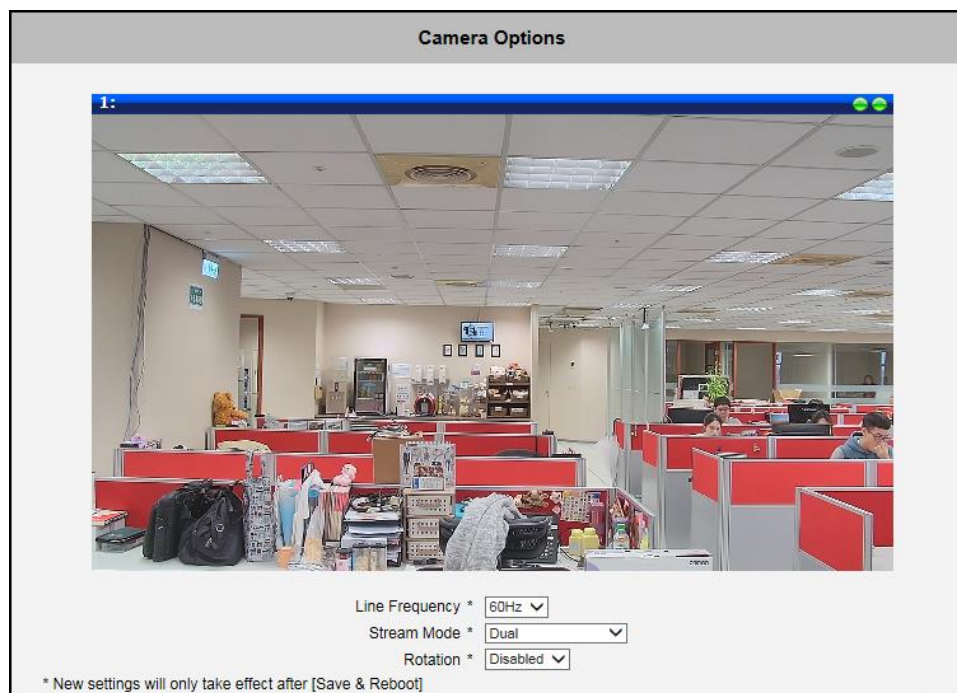 Camera Options
1:
Line Frequency * 60Hz
Stream Mode * Dual
Rotation * Disabled
* New settings will only take effect after [Save & Reboot]